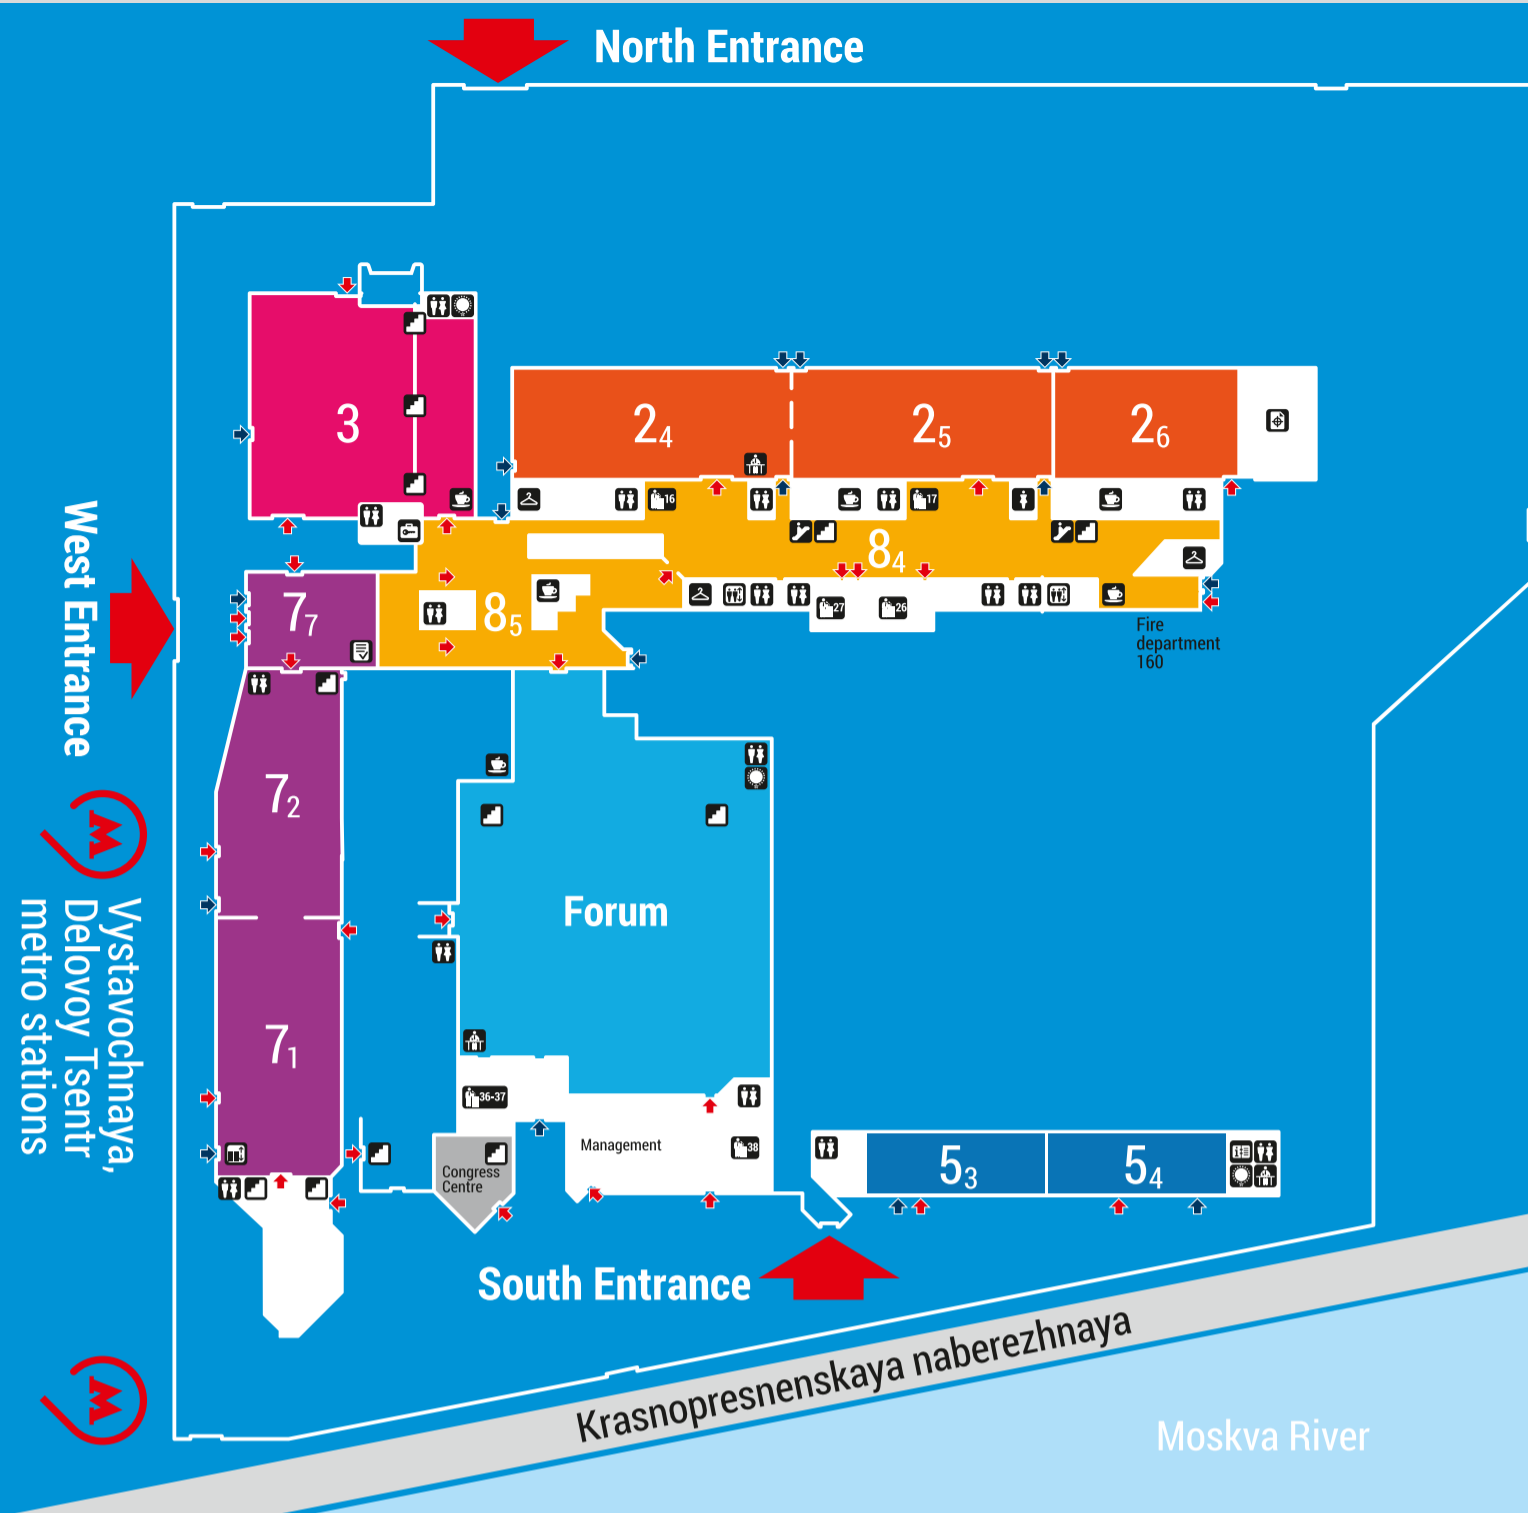 North Entrance
3
2₄
2₅
2₆
16
17
8₄
7₇
8₅
27
26
Fire
department
160
West Entrance
7₂
M
Vystavochnaya,
Delovoy Tsentr
metro stations
Forum
7₁
36-37
Management
38
Congress
Centre
5₃
5₄
South Entrance
Krasnopresnenskaya naberezhnaya
M
Moskva River